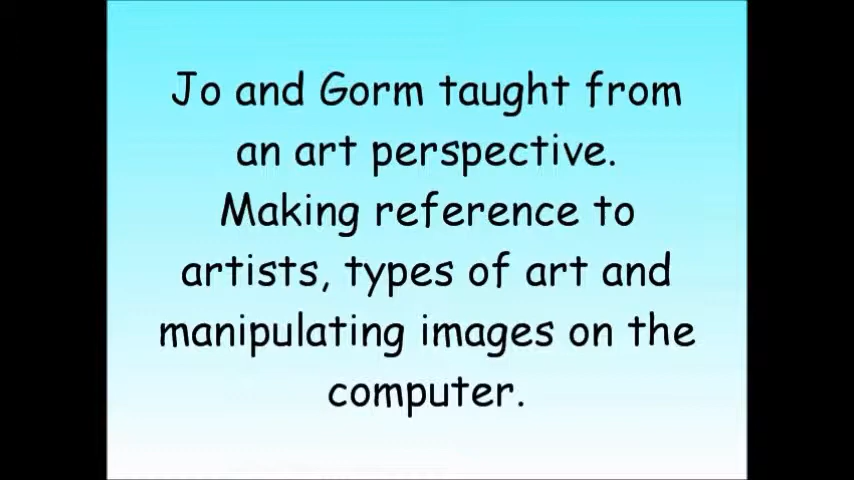 Jo and Gorm taught from
an art perspective.
Making reference to
artists, types of art and
manipulating images on the
computer.